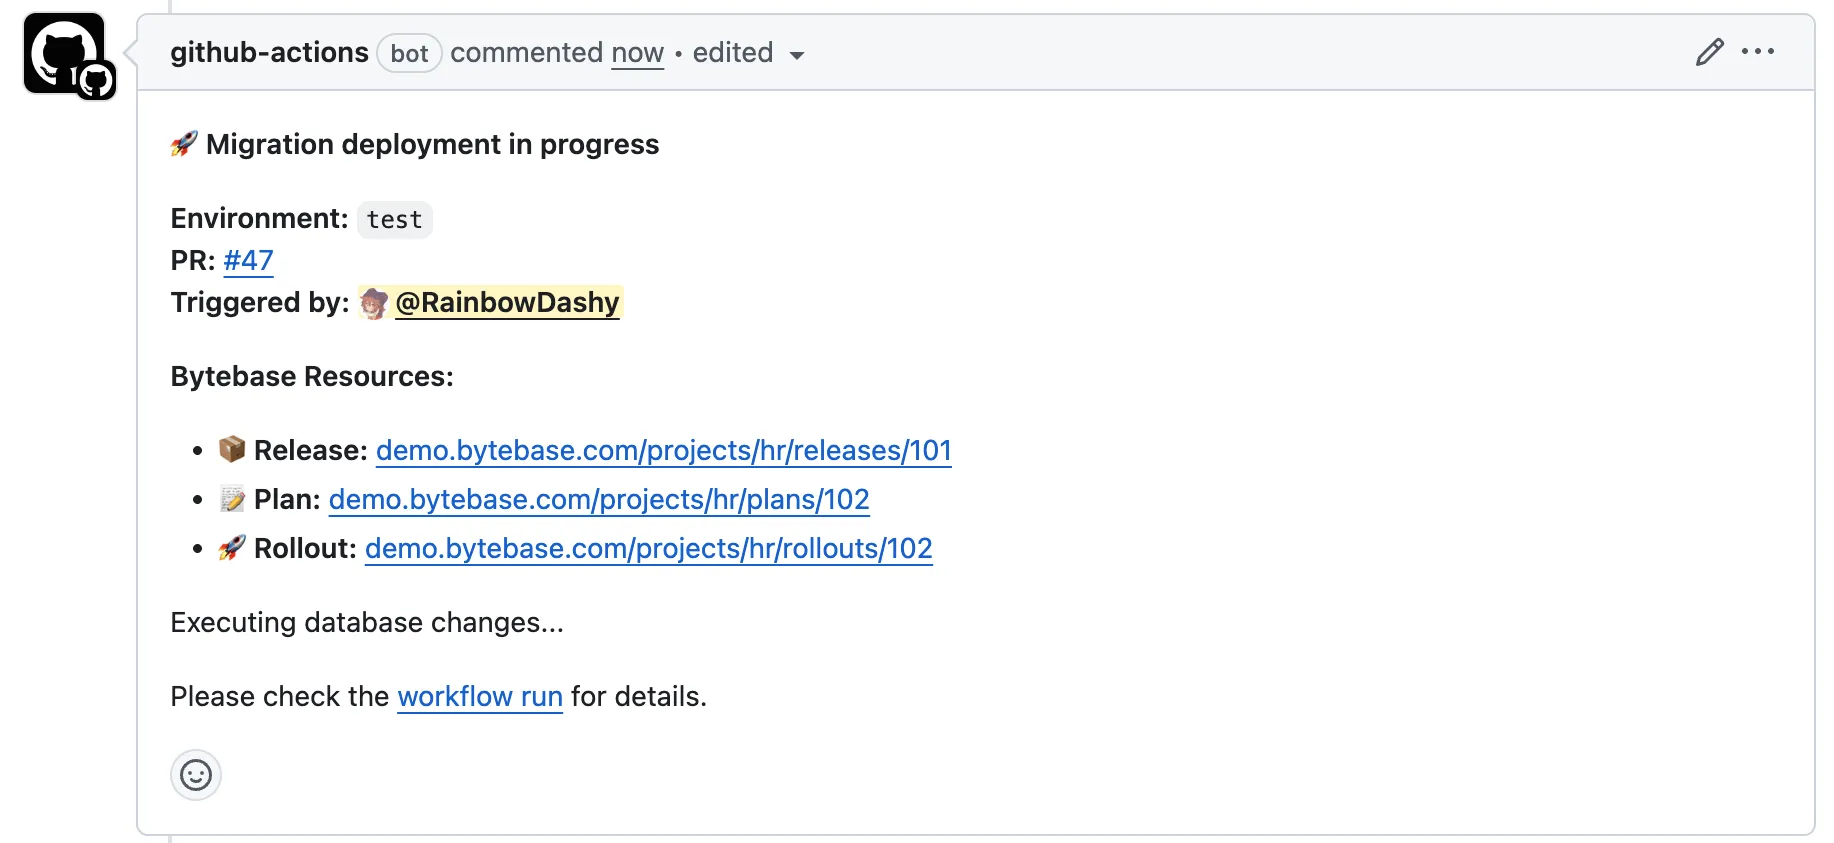 github-actions bot commented now • edited
🚀 Migration deployment in progress
Environment: test
PR: #47
Triggered by: @RainbowDashy
Bytebase Resources:
• 📦 Release: demo.bytebase.com/projects/hr/releases/101
• 📝 Plan: demo.bytebase.com/projects/hr/plans/102
• 🚀 Rollout: demo.bytebase.com/projects/hr/rollouts/102
Executing database changes...
Please check the workflow run for details.